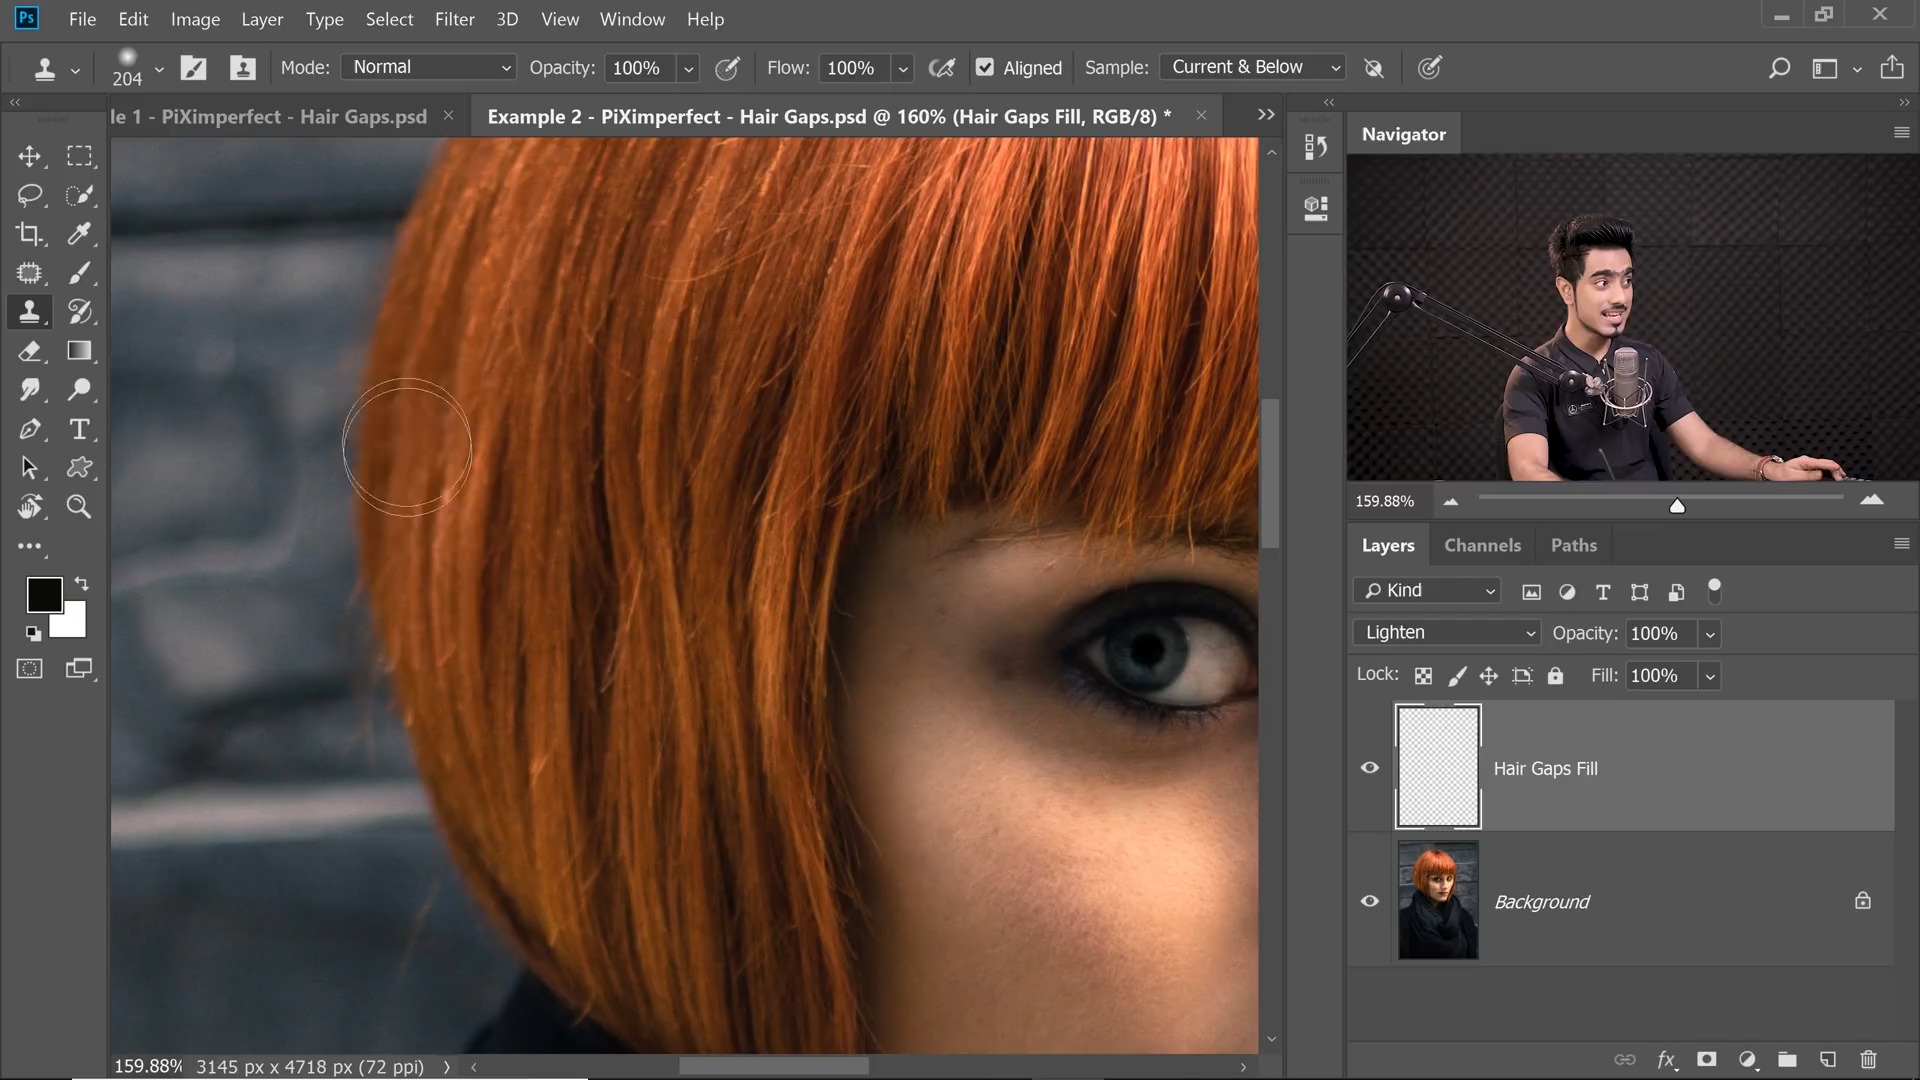 Ps File Edit Image Layer Type Select Filter 3D View Window Help
204 Mode: Normal Opacity: 100% Flow: 100% Aligned Sample: Current & Below
le 1 - PiXimperfect - Hair Gaps.psd × Example 2 - PiXimperfect - Hair Gaps.psd @ 160% (Hair Gaps Fill, RGB/8) * ×
Navigator
159.88%
Layers Channels Paths
Kind
Lighten Opacity: 100%
Lock: Fill: 100%
Hair Gaps Fill
Background
159.88% 3145 px x 4718 px (72 ppi)